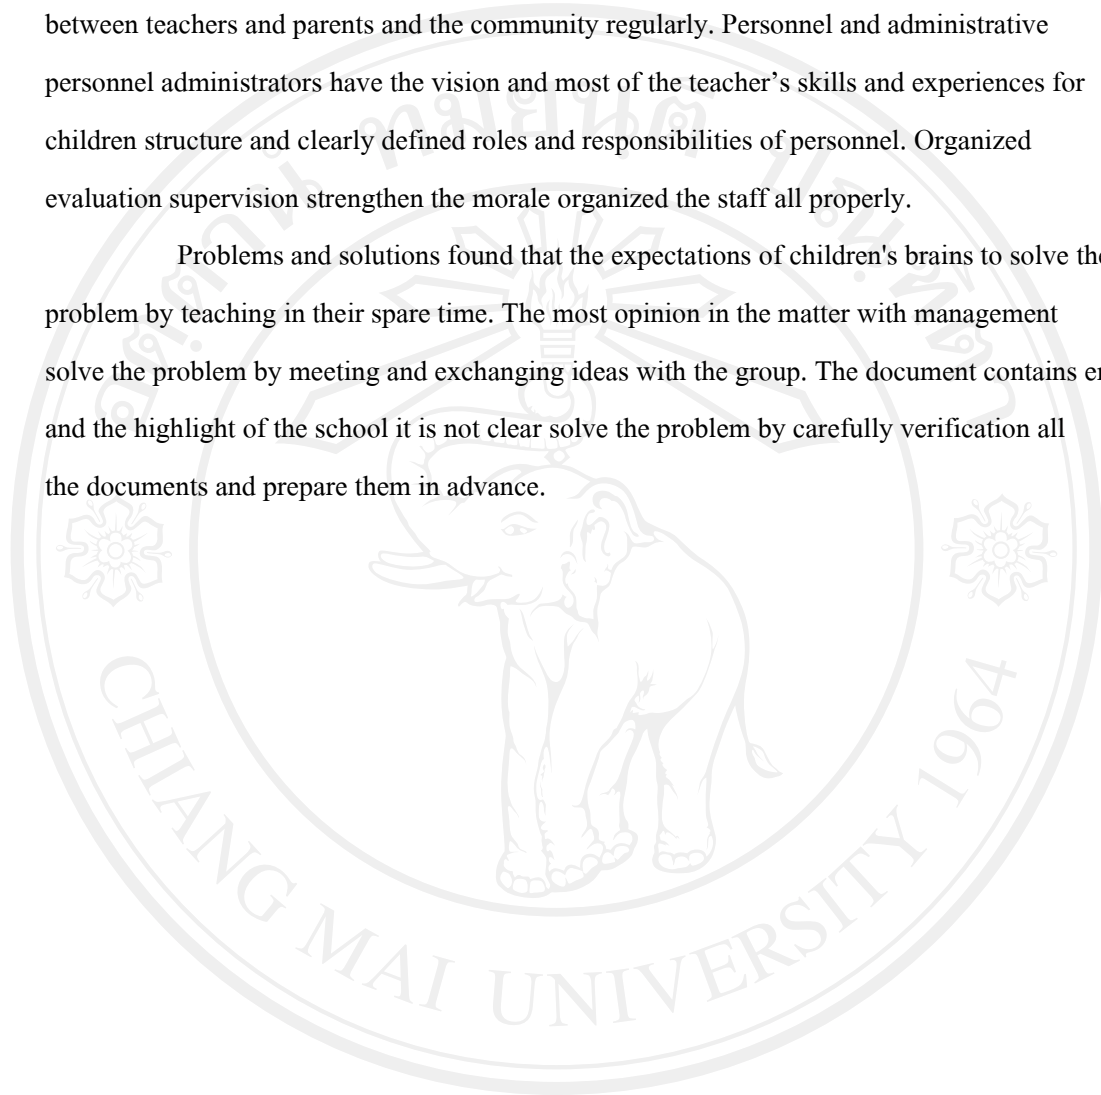 between teachers and parents and the community regularly. Personnel and administrative
personnel administrators have the vision and most of the teacher’s skills and experiences for
children structure and clearly defined roles and responsibilities of personnel. Organized
evaluation supervision strengthen the morale organized the staff all properly.
Problems and solutions found that the expectations of children's brains to solve the
problem by teaching in their spare time. The most opinion in the matter with management
solve the problem by meeting and exchanging ideas with the group. The document contains
and the highlight of the school it is not clear solve the problem by carefully verification all
the documents and prepare them in advance.
CHIANG MAI UNIVERSITY 1964